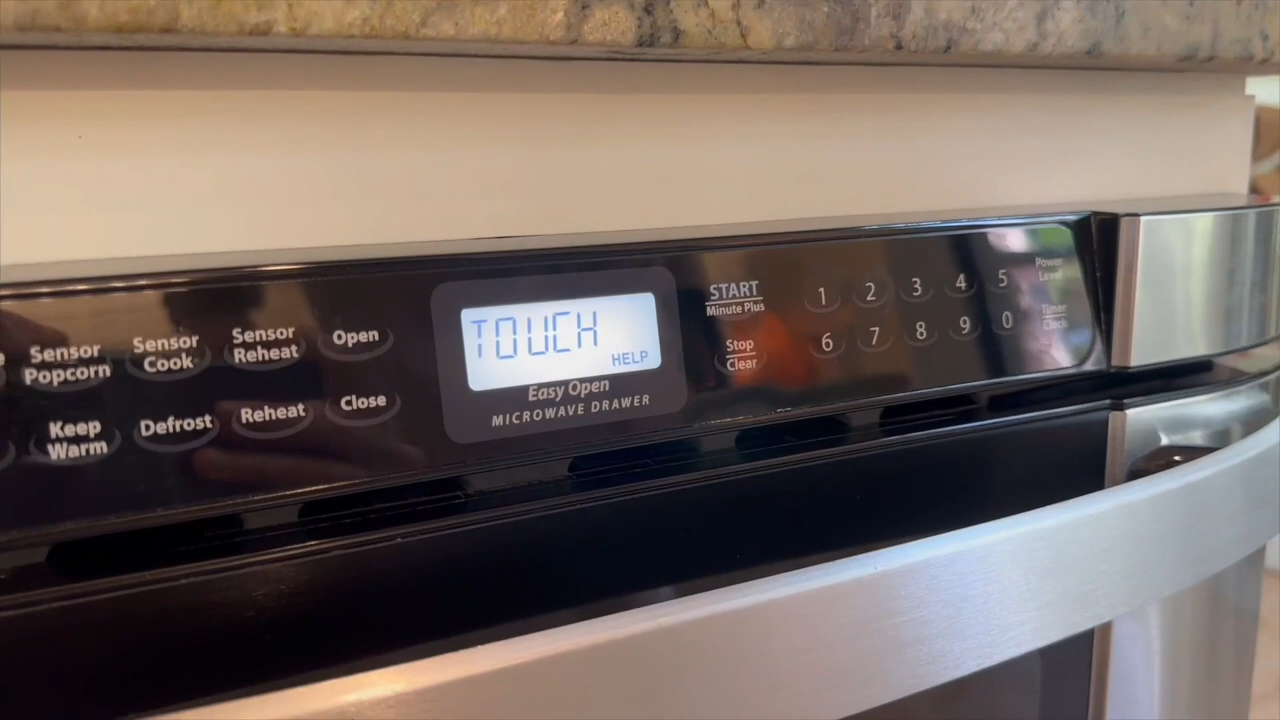 Sensor
Popcorn
Sensor
Cook
Sensor
Reheat
Open
Keep
Warm
Defrost
Reheat
Close
TOUCH
HELP
Easy Open
MICROWAVE DRAWER
START
Minute Plus
Stop
Clear
1 2 3 4 5
6 7 8 9 0
Power
Level
Timer
Clock